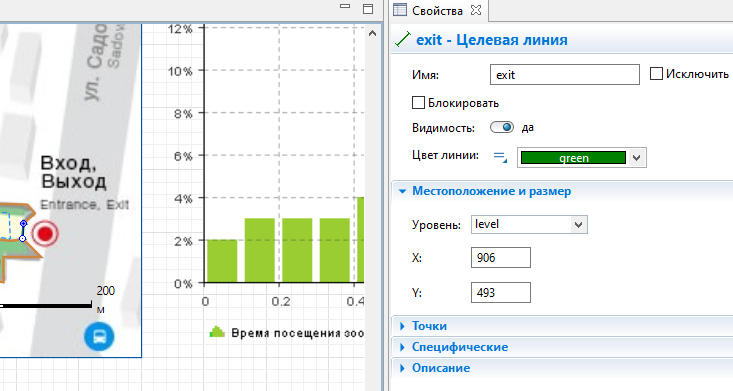 ул. Садо
Sadov
Вход,
Выход
Entrance, Exit
200
м
12%
10%
8%
6%
4%
2%
0%
0
0.2
0.4
Время посещения зоо
Свойства
exit - Целевая линия
Имя:
exit
Исключить
Блокировать
Видимость:
да
Цвет линии:
green
Местоположение и размер
Уровень:
level
X:
906
Y:
493
Точки
Специфические
Описание